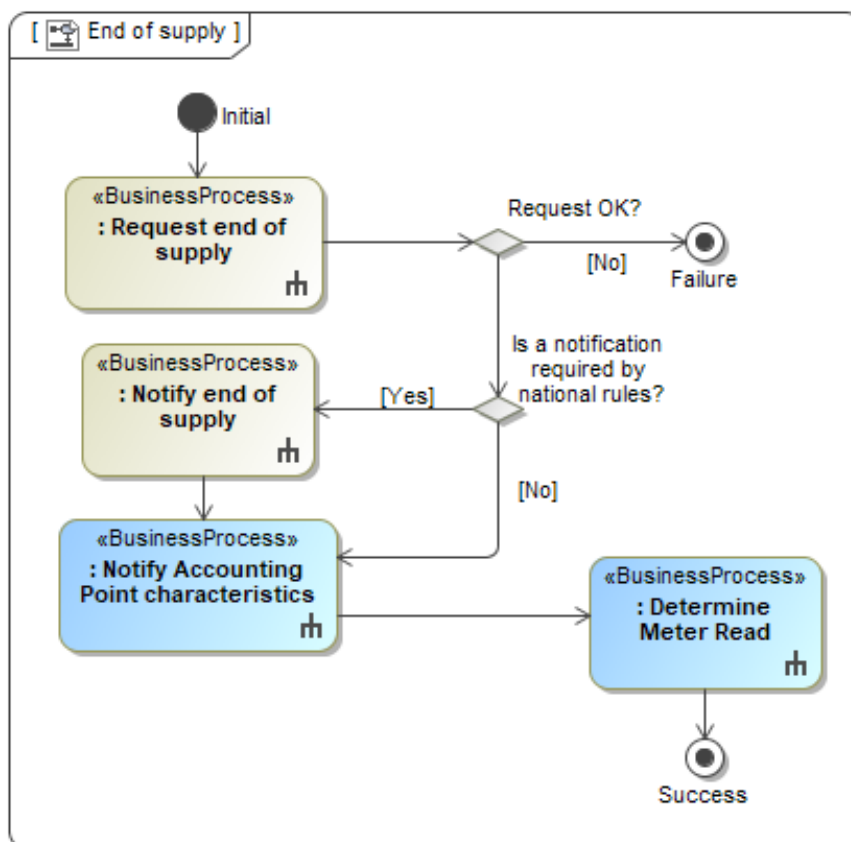 [ End of supply ]
Initial
«BusinessProcess»
: Request end of
supply
Request OK?
[No]
Failure
Is a notification
required by
national rules?
«BusinessProcess»
: Notify end of
supply
[Yes]
[No]
«BusinessProcess»
: Notify Accounting
Point characteristics
«BusinessProcess»
: Determine
Meter Read
Success